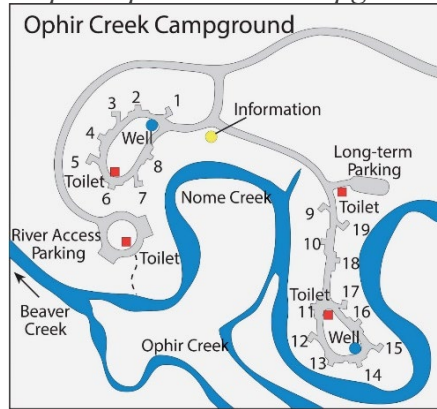 Ophir Creek Campground
1
2
3
4
Well
Information
5
8
Toilet
6
7
Long-term
Parking
Nome Creek
Toilet
9
19
River Access
Parking
10
Toilet
18
Beaver
Creek
17
Toilet
11
16
Ophir Creek
12
Well
15
13
14